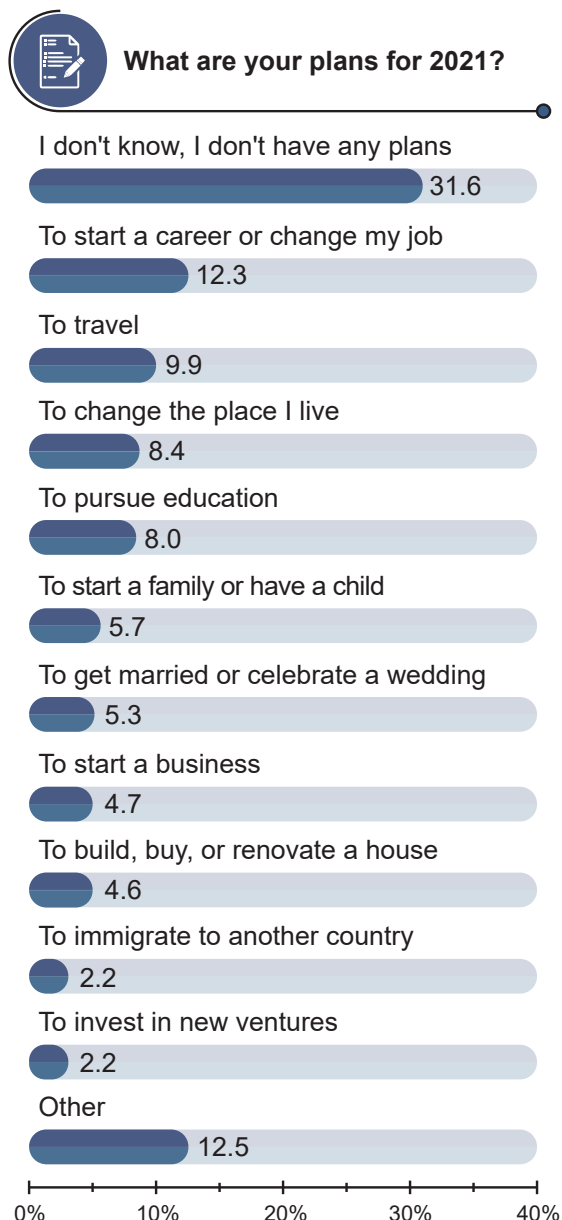 What are your plans for 2021?
I don't know, I don't have any plans
31.6
To start a career or change my job
12.3
To travel
9.9
To change the place I live
8.4
To pursue education
8.0
To start a family or have a child
5.7
To get married or celebrate a wedding
5.3
To start a business
4.7
To build, buy, or renovate a house
4.6
To immigrate to another country
2.2
To invest in new ventures
2.2
Other
12.5
0% 10% 20% 30% 40%